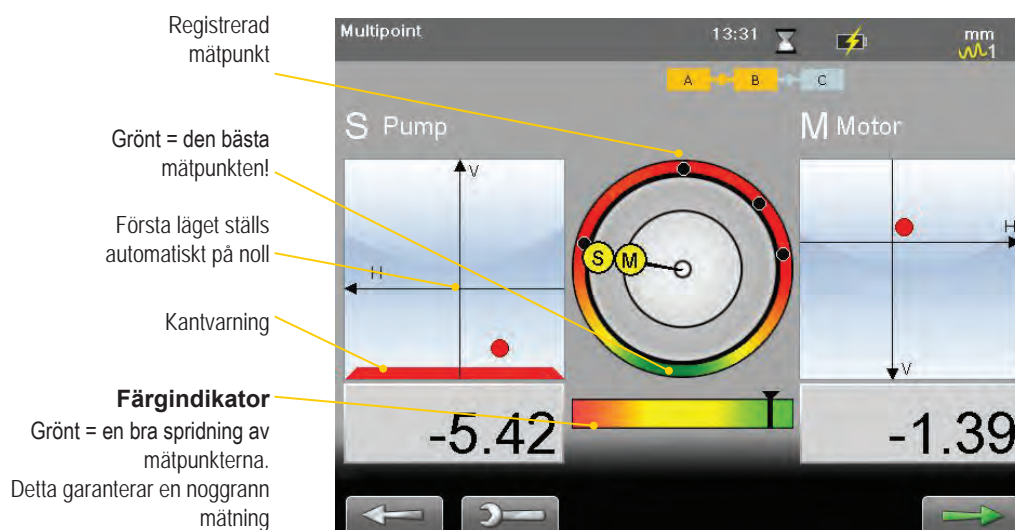 Registrerad
mätpunkt
Grönt = den bästa
mätpunkten!
Första läget ställs
automatiskt på noll
Kantvarning
Färgindikator
Grönt = en bra spridning av
mätpunkterna.
Detta garanterar en noggrann
mätning
Multipoint
13:31
mm
1
A
B
C
S Pump
M Motor
V
H
S
M
H
V
-5.42
-1.39